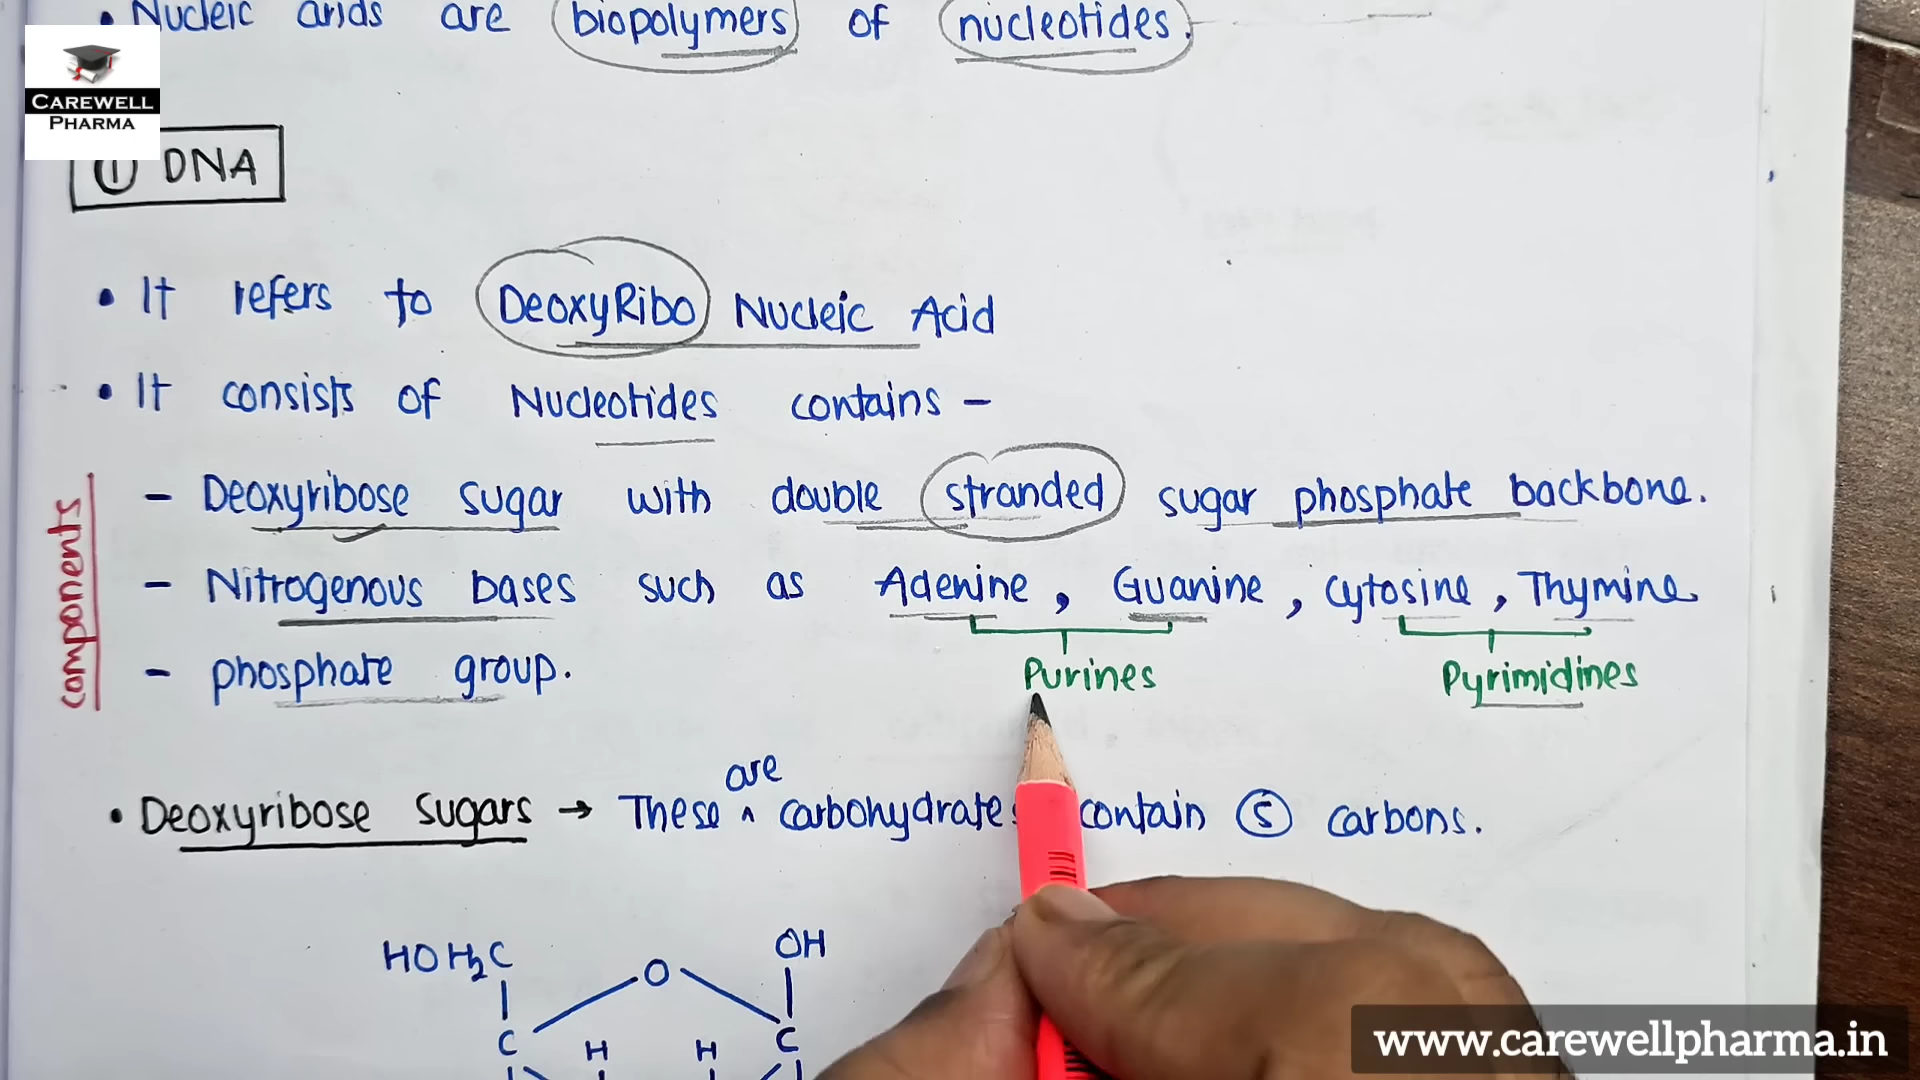 • Nucleic acids are biopolymers of nucleotides.
CAREWELL
PHARMA
① DNA
• It refers to DeoxyRibo Nucleic Acid
• It consists of Nucleotides contains -
components
- Deoxyribose sugar with double stranded sugar phosphate backbone.
- Nitrogenous bases such as Adenine, Guanine, Cytosine, Thymine
- phosphate group.
Purines
Pyrimidines
are
• Deoxyribose sugars → These ^ carbohydrates contain ⑤ carbons.
HOH₂C
O
OH
C
H
H
C
www.carewellpharma.in